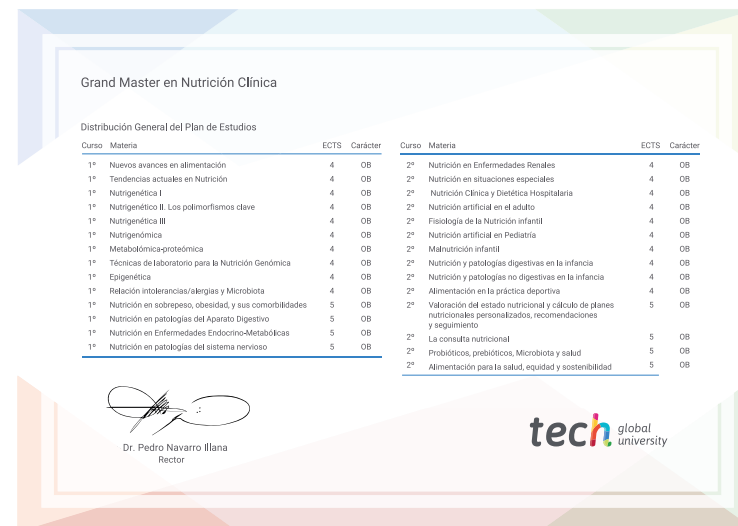 Grand Master en Nutrición Clínica
Distribución General del Plan de Estudios
Curso Materia ECTS Carácter
1º Nuevos avances en alimentación 4 OB
1º Tendencias actuales en Nutrición 4 OB
1º Nutrigenética I 4 OB
1º Nutrigenético II. Los polimorfismos clave 4 OB
1º Nutrigenética III 4 OB
1º Nutrigenómica 4 OB
1º Metabolómica-proteómica 4 OB
1º Técnicas de laboratorio para la Nutrición Genómica 4 OB
1º Epigenética 4 OB
1º Relación intolerancias/alergias y Microbiota 4 OB
1º Nutrición en sobrepeso, obesidad, y sus comorbilidades 5 OB
1º Nutrición en patologías del Aparato Digestivo 5 OB
1º Nutrición en Enfermedades Endocrino-Metabólicas 5 OB
1º Nutrición en patologías del sistema nervioso 5 OB
Curso Materia ECTS Carácter
2º Nutrición en Enfermedades Renales 4 OB
2º Nutrición en situaciones especiales 4 OB
2º Nutrición Clínica y Dietética Hospitalaria 4 OB
2º Nutrición artificial en el adulto 4 OB
2º Fisiología de la Nutrición infantil 4 OB
2º Nutrición artificial en Pediatría 4 OB
2º Malnutrición infantil 4 OB
2º Nutrición y patologías digestivas en la infancia 4 OB
2º Nutrición y patologías no digestivas en la infancia 4 OB
2º Alimentación en la práctica deportiva 4 OB
2º Valoración del estado nutricional y cálculo de planes 5 OB
nutricionales personalizados, recomendaciones
y seguimiento
2º La consulta nutricional 5 OB
2º Probióticos, prebióticos, Microbiota y salud 5 OB
2º Alimentación para la salud, equidad y sostenibilidad 5 OB
Dr. Pedro Navarro Illana
Rector
tech global
university